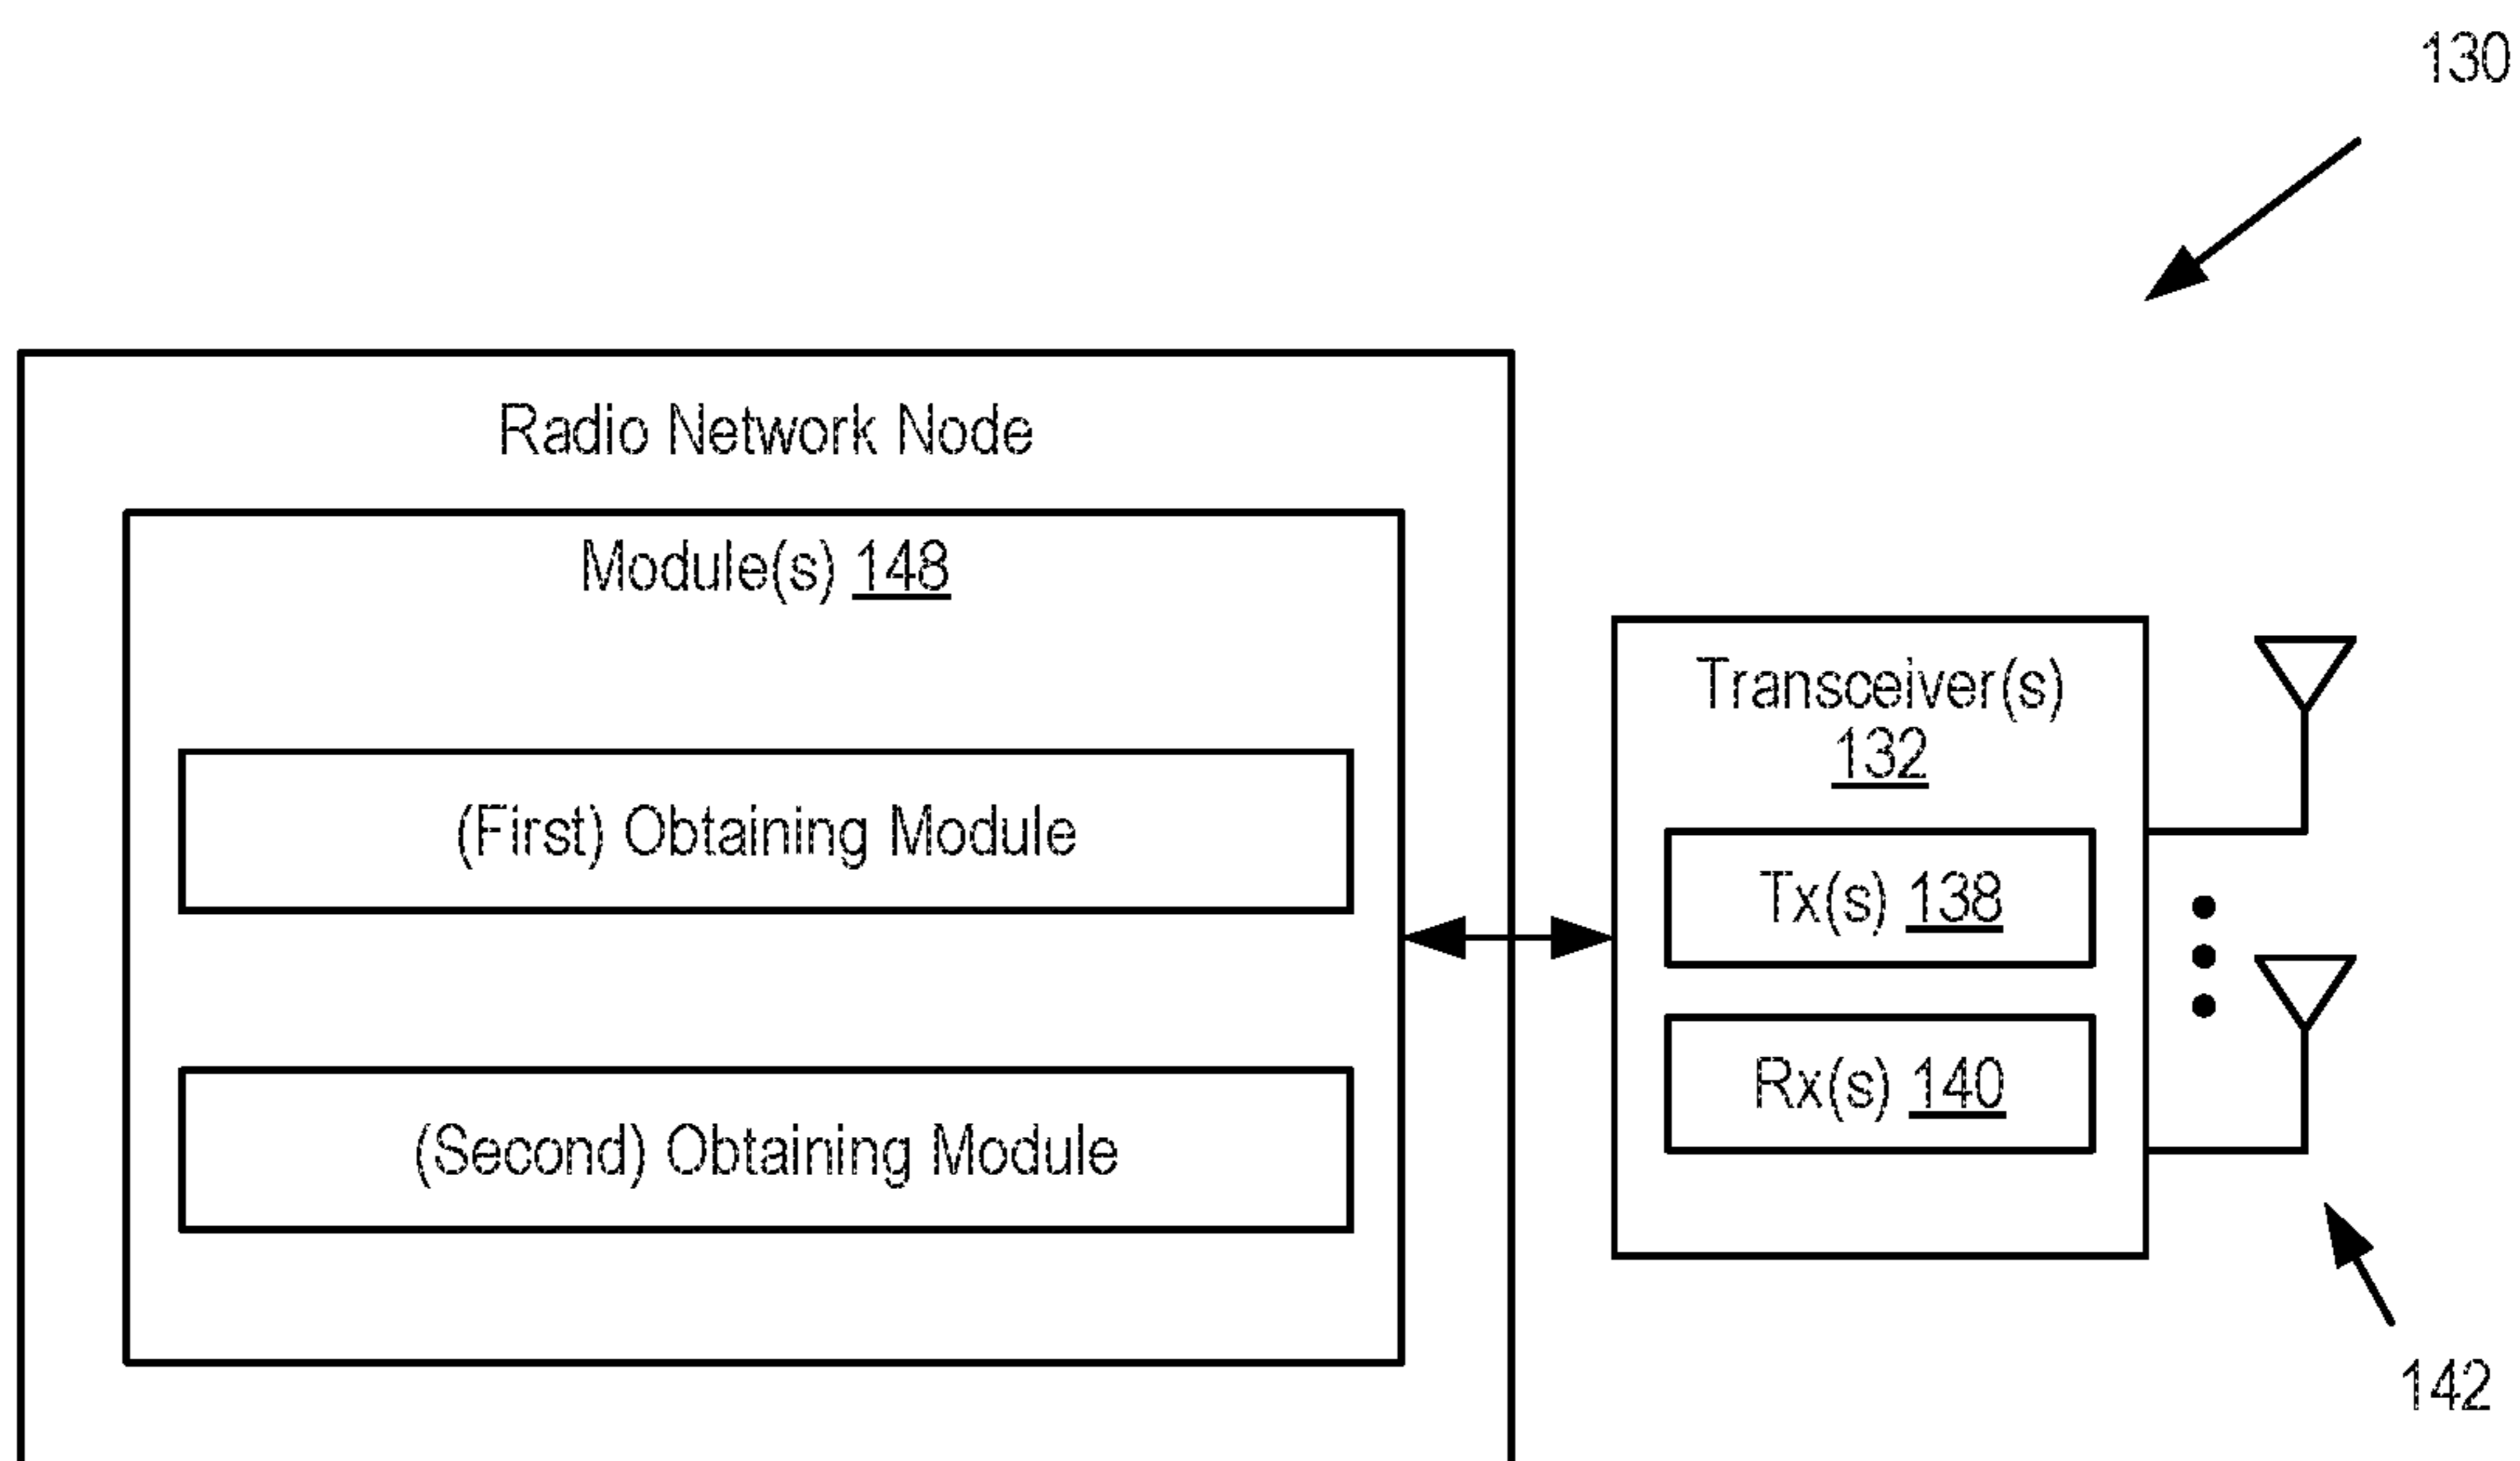 130
Radio Network Node
Module(s) 148
(First) Obtaining Module
(Second) Obtaining Module
Transceiver(s)
132
Tx(s) 138
Rx(s) 140
142